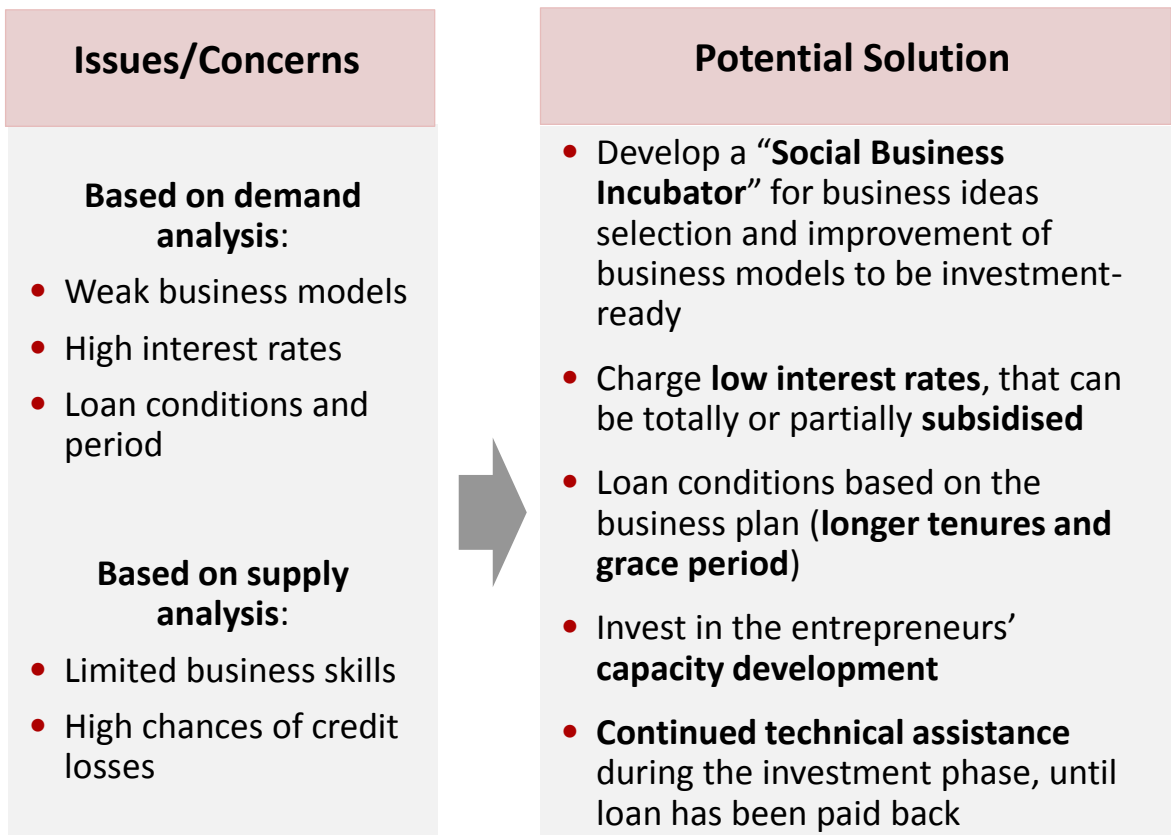 Issues/Concerns
Based on demand
analysis:
• Weak business models
• High interest rates
• Loan conditions and
period
Based on supply
analysis:
• Limited business skills
• High chances of credit
losses
Potential Solution
• Develop a “Social Business
Incubator” for business ideas
selection and improvement of
business models to be investment-
ready
• Charge low interest rates, that can
be totally or partially subsidised
• Loan conditions based on the
business plan (longer tenures and
grace period)
• Invest in the entrepreneurs’
capacity development
• Continued technical assistance
during the investment phase, until
loan has been paid back